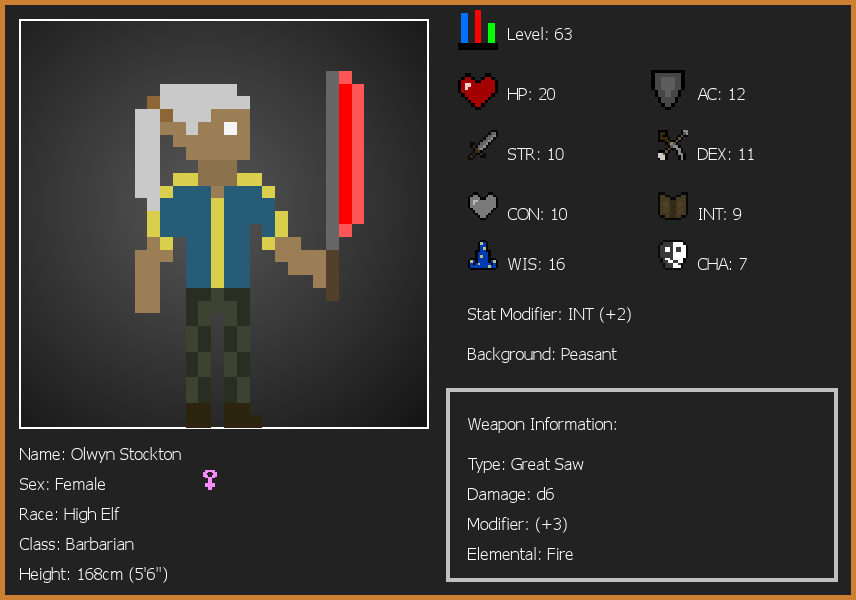 Level: 63
HP: 20
AC: 12
STR: 10
DEX: 11
CON: 10
INT: 9
WIS: 16
CHA: 7
Stat Modifier: INT (+2)
Background: Peasant
Weapon Information:
Type: Great Saw
Damage: d6
Modifier: (+3)
Elemental: Fire
Name: Olwyn Stockton
Sex: Female
Race: High Elf
Class: Barbarian
Height: 168cm (5'6")